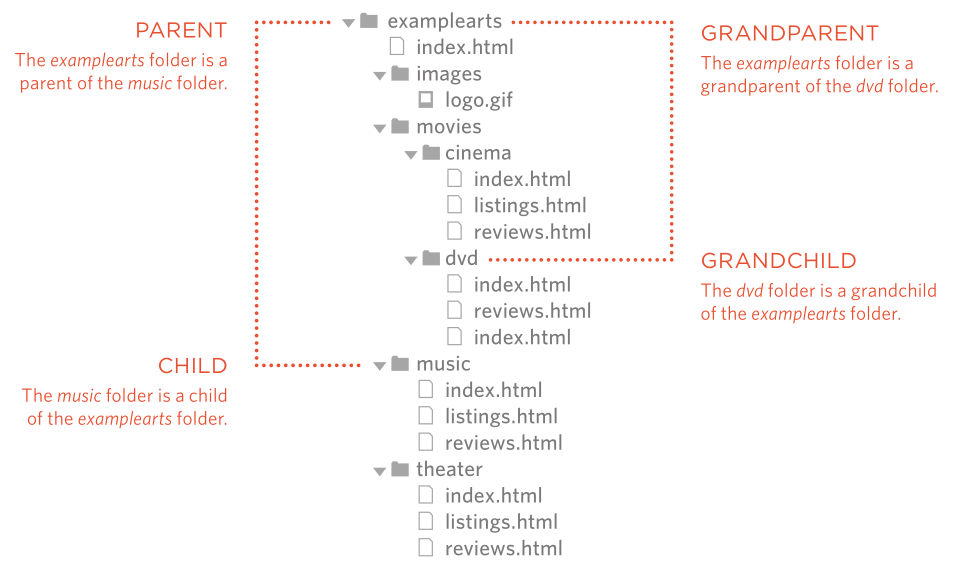 PARENT
The examplearts folder is a
parent of the music folder.
CHILD
The music folder is a child
of the examplearts folder.
examplearts
index.html
images
logo.gif
movies
cinema
index.html
listings.html
reviews.html
dvd
index.html
reviews.html
index.html
music
index.html
listings.html
reviews.html
theater
index.html
listings.html
reviews.html
GRANDPARENT
The examplearts folder is a
grandparent of the dvd folder.
GRANDCHILD
The dvd folder is a grandchild
of the examplearts folder.